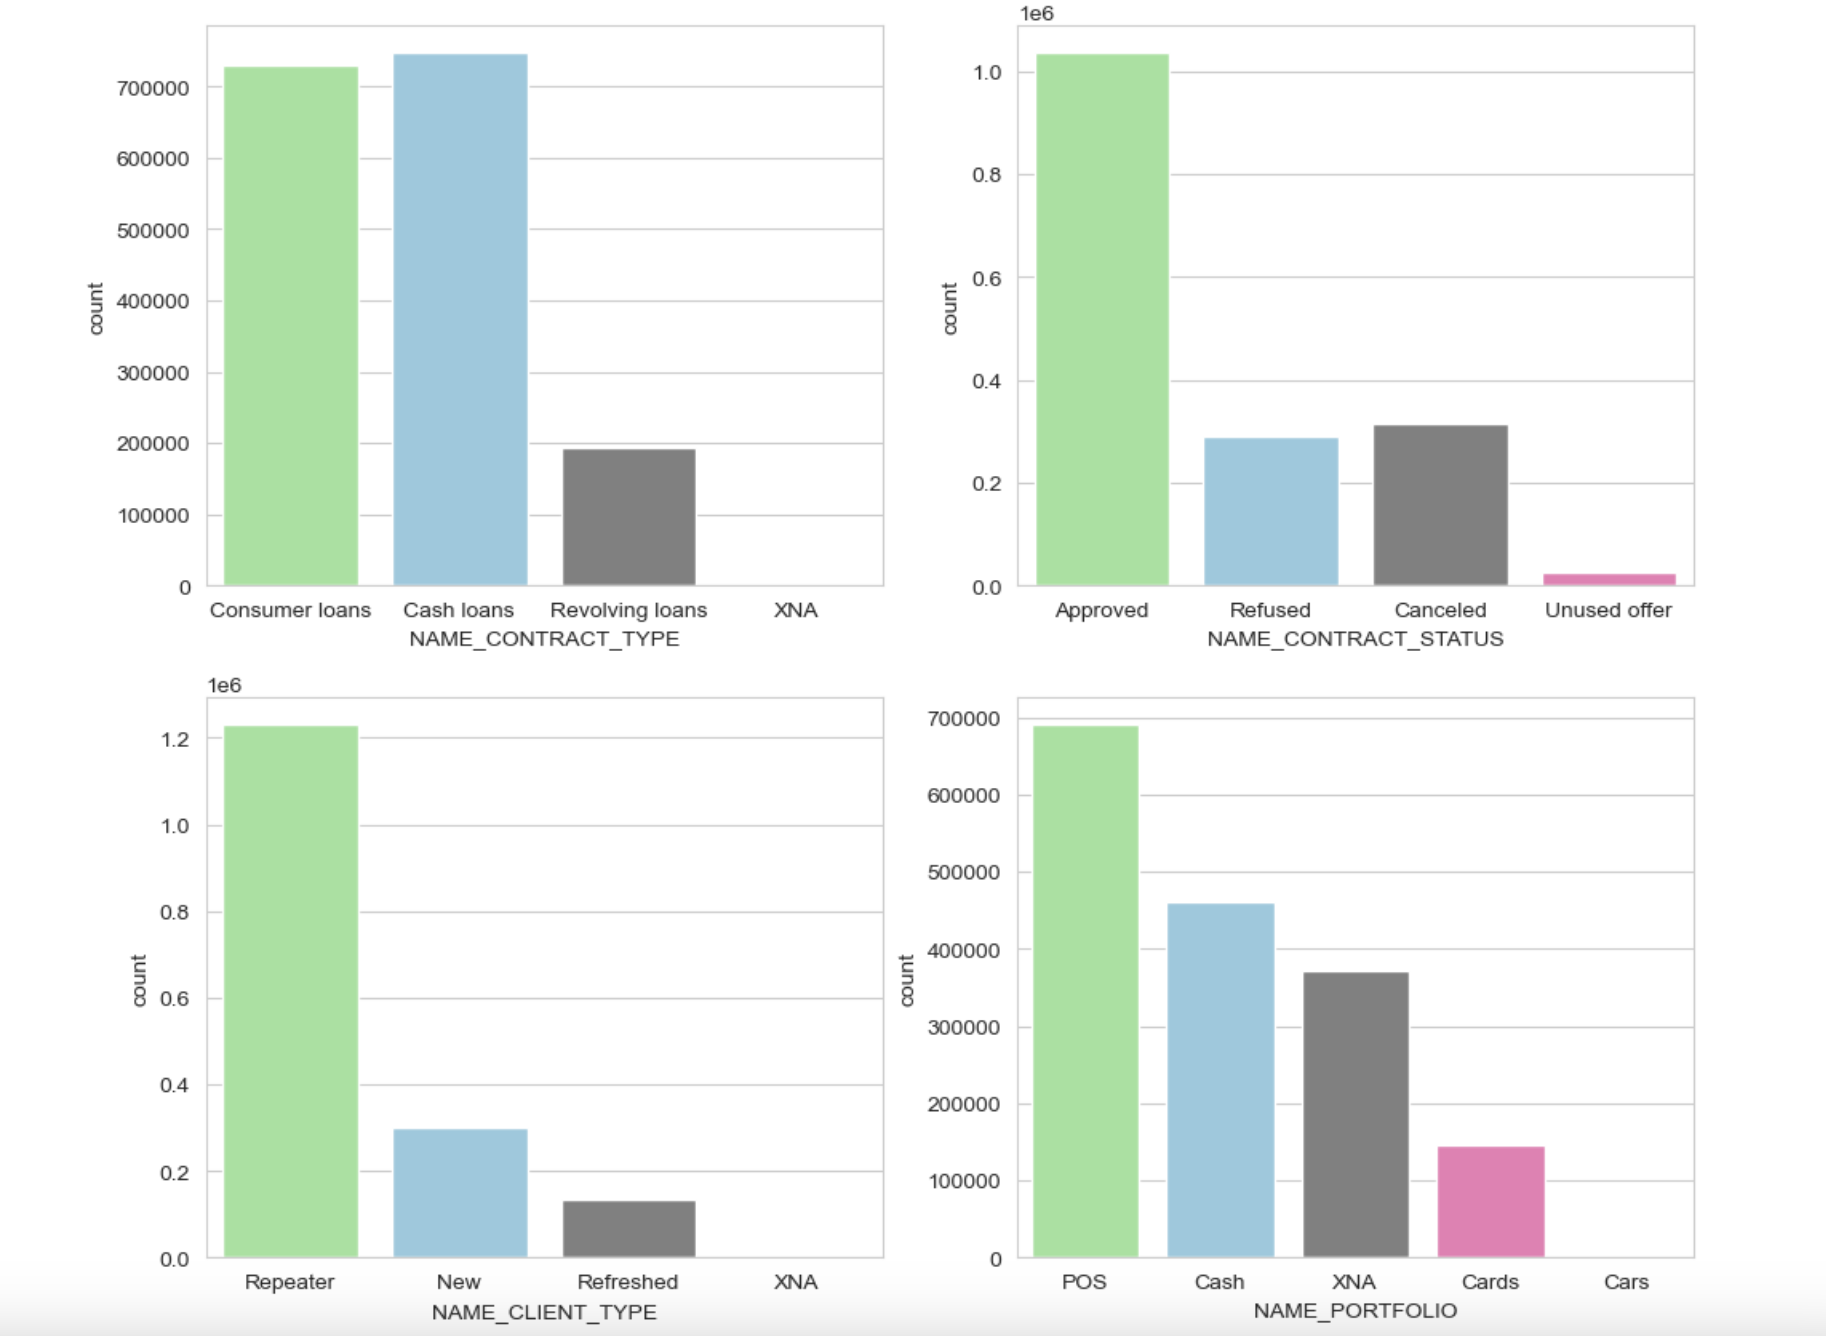 700000
600000
500000
400000
300000
200000
100000
0
count
Consumer loans Cash loans Revolving loans XNA
NAME_CONTRACT_TYPE
1e6
1.0
0.8
0.6
0.4
0.2
0.0
count
Approved Refused Canceled Unused offer
NAME_CONTRACT_STATUS
1e6
1.2
1.0
0.8
0.6
0.4
0.2
0.0
count
Repeater New Refreshed XNA
NAME_CLIENT_TYPE
700000
600000
500000
400000
300000
200000
100000
0
count
POS Cash XNA Cards Cars
NAME_PORTFOLIO